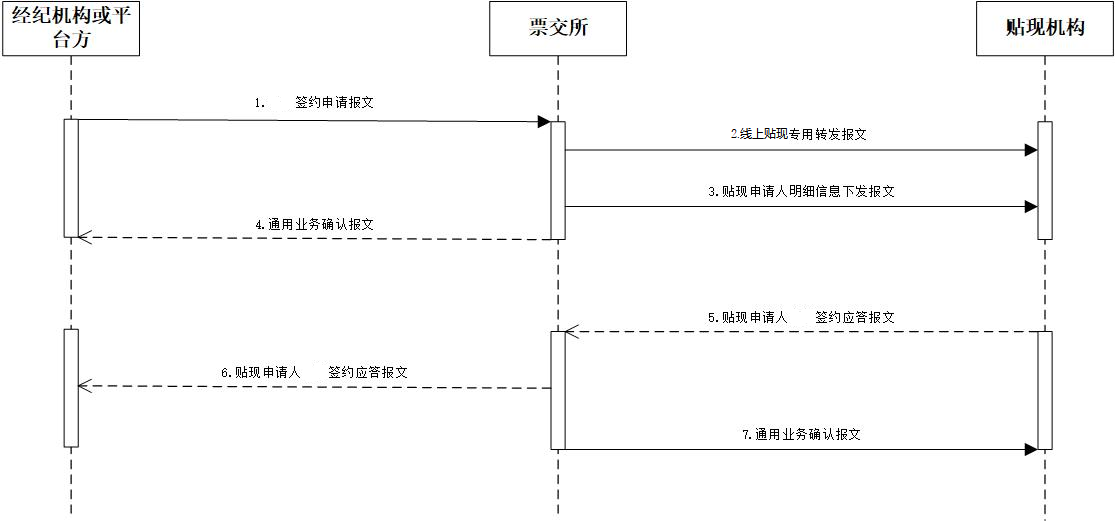 经纪机构或平
台方
票交所
贴现机构
1. 签约申请报文
2.线上贴现专用转发报文
3.贴现申请人明细信息下发报文
4.通用业务确认报文
5.贴现申请人 签约应答报文
6.贴现申请人 签约应答报文
7.通用业务确认报文